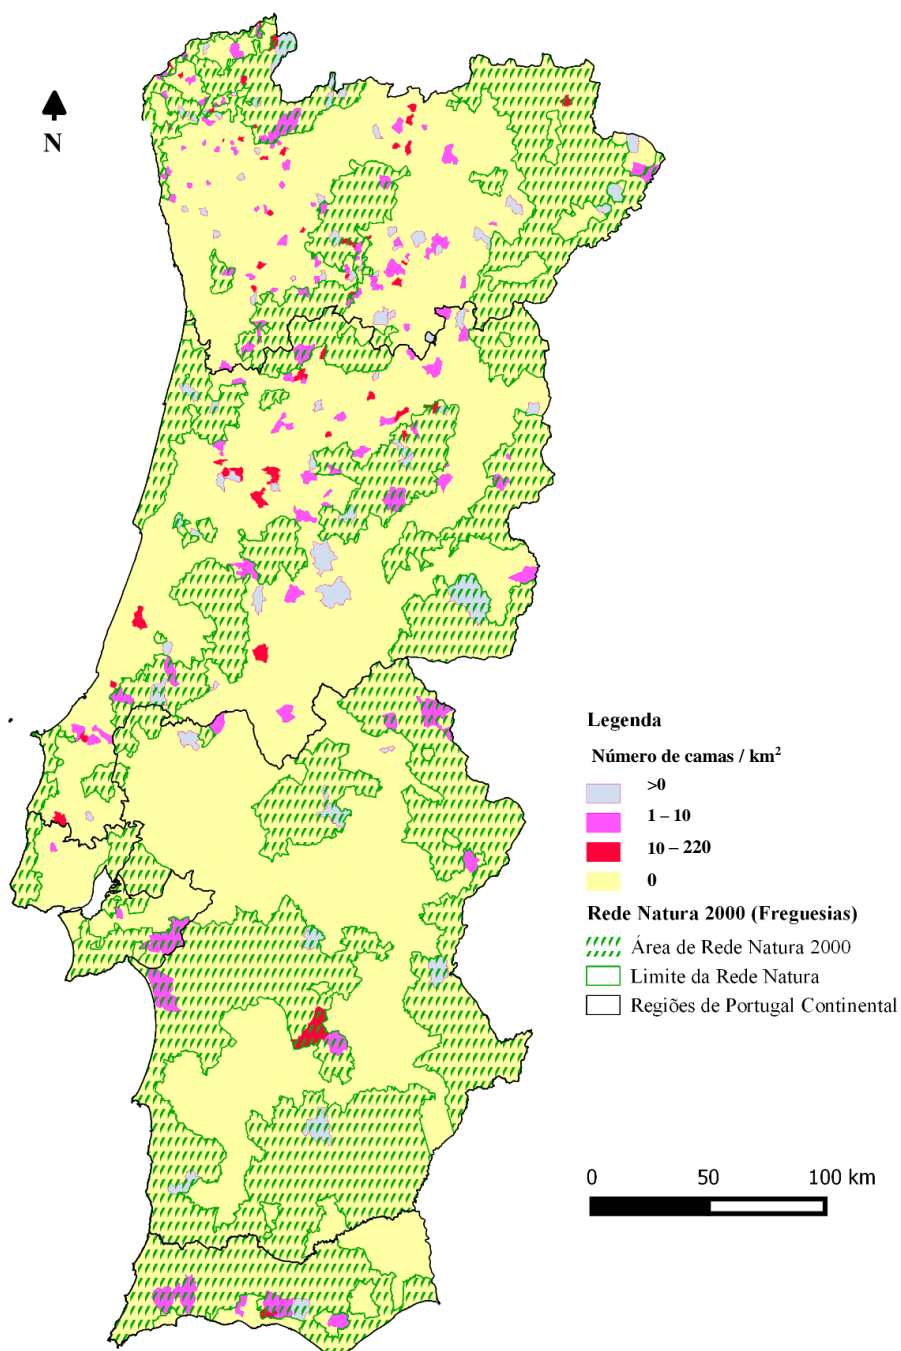 N
Legenda
Número de camas / km²
>0
1 – 10
10 – 220
0
Rede Natura 2000 (Freguesias)
Área de Rede Natura 2000
Limite da Rede Natura
Regiões de Portugal Continental
0 50 100 km